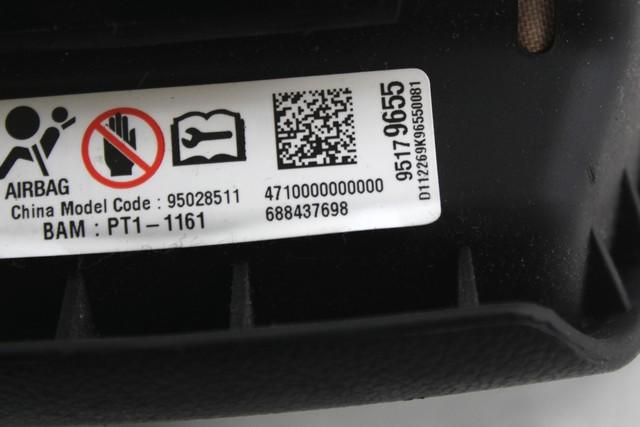 AIRBAG
China Model Code : 95028511
BAM : PT1-1161
4710000000000
688437698
95179655
D112269K96550081